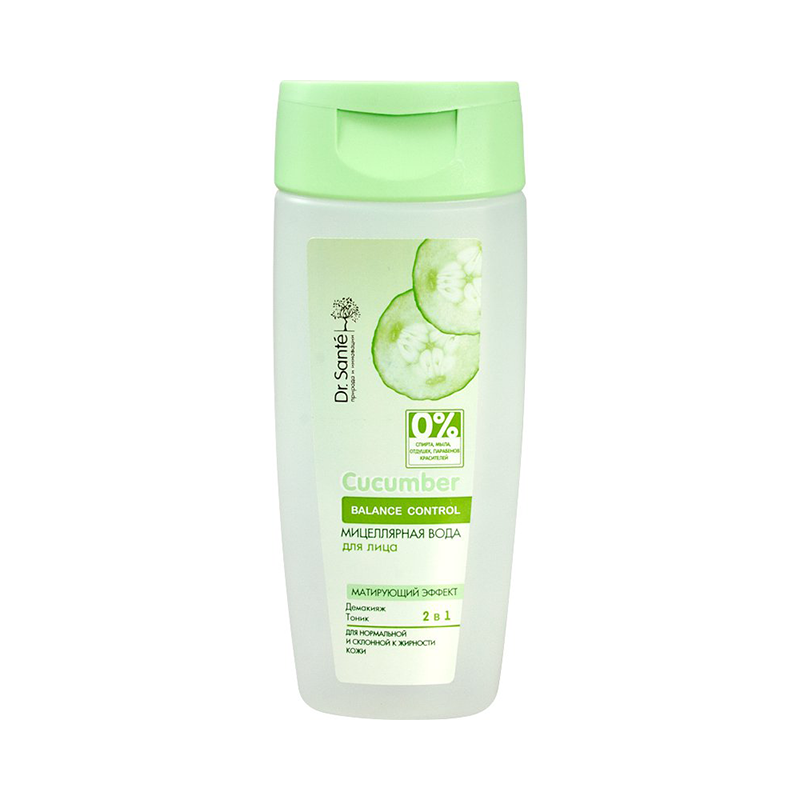 Dr. Santé
природа и инновации
0%
СПИРТА, МЫЛА,
ОТДУШЕК, ПАРАБЕНОВ
КРАСИТЕЛЕЙ
Cucumber
BALANCE CONTROL
МИЦЕЛЛЯРНАЯ ВОДА
для лица
МАТИРУЮЩИЙ ЭФФЕКТ
Демакияж
Тоник 2 в 1
ДЛЯ НОРМАЛЬНОЙ
И СКЛОННОЙ К ЖИРНОСТИ
КОЖИ